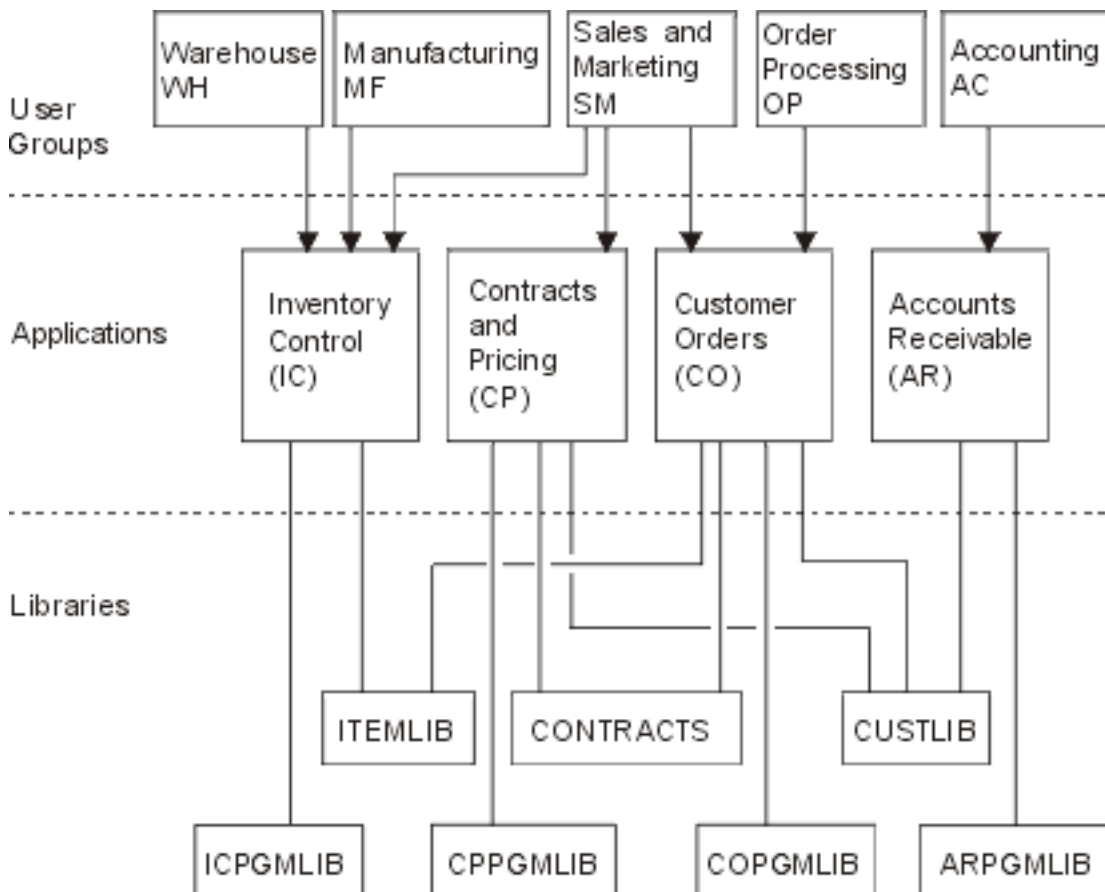 Warehouse
WH
Manufacturing
MF
Sales and
Marketing
SM
Order
Processing
OP
Accounting
AC
User
Groups
Applications
Inventory
Control
(IC)
Contracts
and
Pricing
(CP)
Customer
Orders
(CO)
Accounts
Receivable
(AR)
Libraries
ITEMLIB
CONTRACTS
CUSTLIB
ICPGMLIB
CPPGMLIB
COPGMLIB
ARPGMLIB